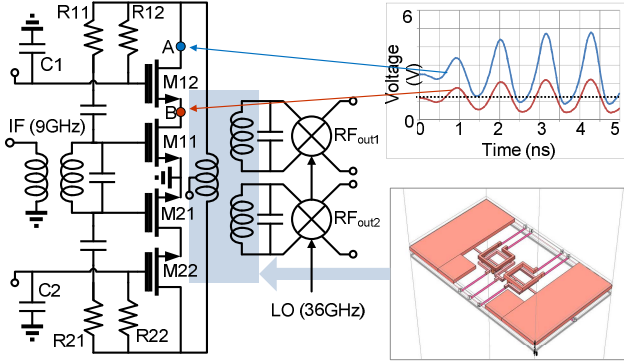 R11 R12
A
C1
M12
B
IF (9GHz)
M11
M21
M22
C2
R21
R22
RFout1
RFout2
LO (36GHz)
6
Voltage (V)
0
0 1 2 3 4 5
Time (ns)